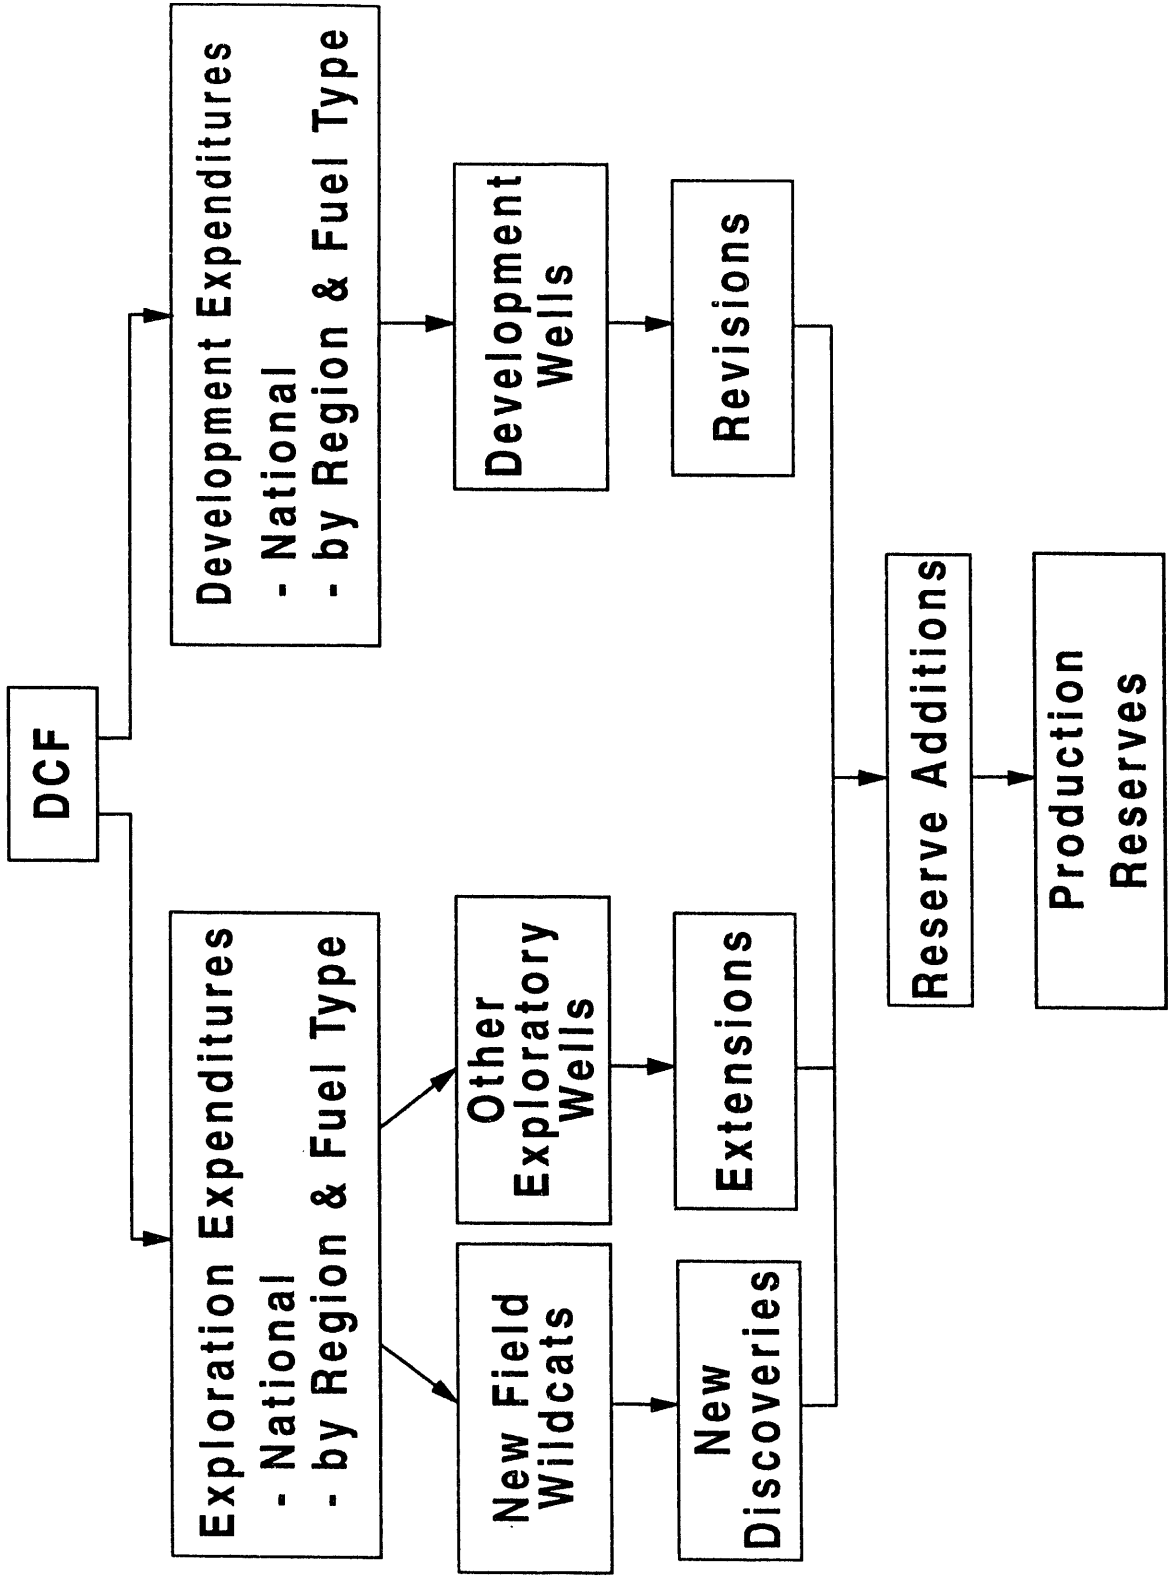 DCF
Exploration Expenditures
- National
- by Region & Fuel Type
Development Expenditures
- National
- by Region & Fuel Type
New Field
Wildcats
Other
Exploratory
Wells
Development
Wells
New
Discoveries
Extensions
Revisions
Reserve Additions
Production
Reserves